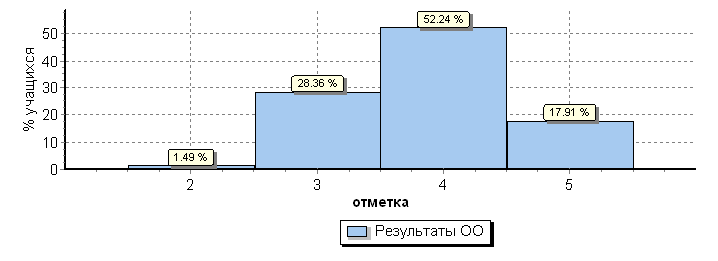 % учащихся
50
40
30
20
10
0
1.49 %
28.36 %
52.24 %
17.91 %
2 3 4 5
отметка
Результаты ОО